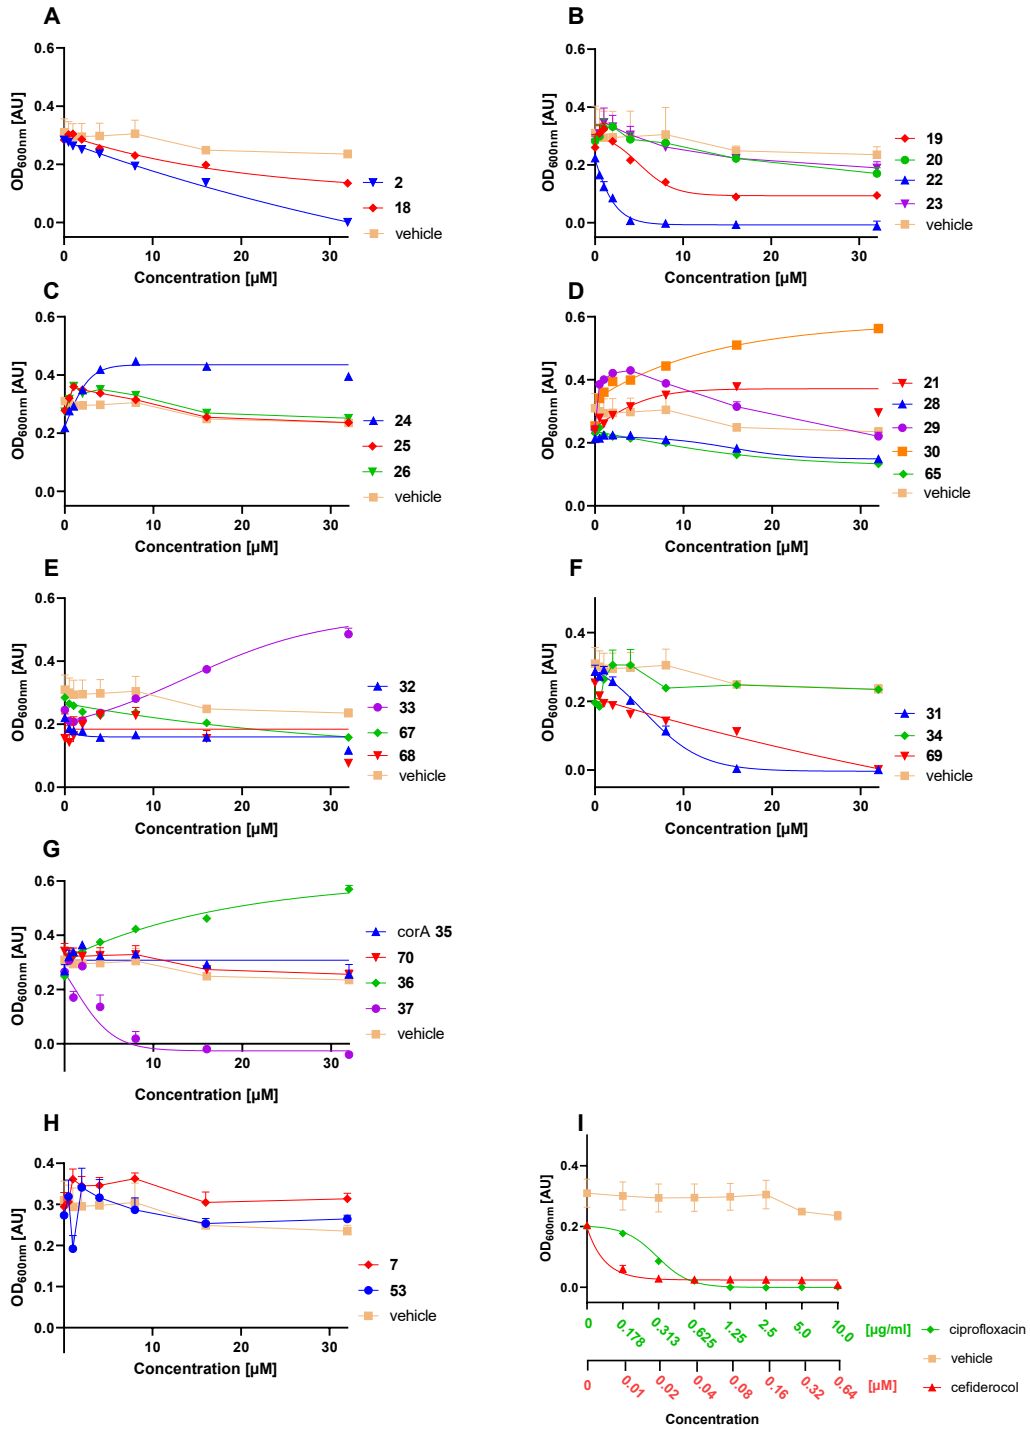 A
0.6
0.4
0.2
0.0
OD600nm [AU]
0
10
20
30
Concentration [µM]
2
18
vehicle
B
0.6
0.4
0.2
0.0
OD600nm [AU]
0
10
20
30
Concentration [µM]
19
20
22
23
vehicle
C
0.6
0.4
0.2
0.0
OD600nm [AU]
0
10
20
30
Concentration [µM]
24
25
26
vehicle
D
0.6
0.4
0.2
0.0
OD600nm [AU]
0
10
20
30
Concentration [µM]
21
28
29
30
65
vehicle
E
0.6
0.4
0.2
0.0
OD600nm [AU]
0
10
20
30
Concentration [µM]
32
33
67
68
vehicle
F
0.4
0.2
0.0
OD600nm [AU]
0
10
20
30
Concentration [µM]
31
34
69
vehicle
G
0.6
0.4
0.2
0.0
OD600nm [AU]
10
20
30
Concentration [µM]
corA 35
70
36
37
vehicle
H
0.4
0.3
0.2
0.1
0.0
OD600nm [AU]
0
10
20
30
Concentration [µM]
7
53
vehicle
I
0.4
0.2
0.0
OD600nm [AU]
0
0.178
0.313
0.625
1.25
2.5
5.0
10.0
[µg/ml]
0
0.01
0.02
0.04
0.08
0.16
0.32
0.64
[µM]
Concentration
ciprofloxacin
vehicle
cefiderocol